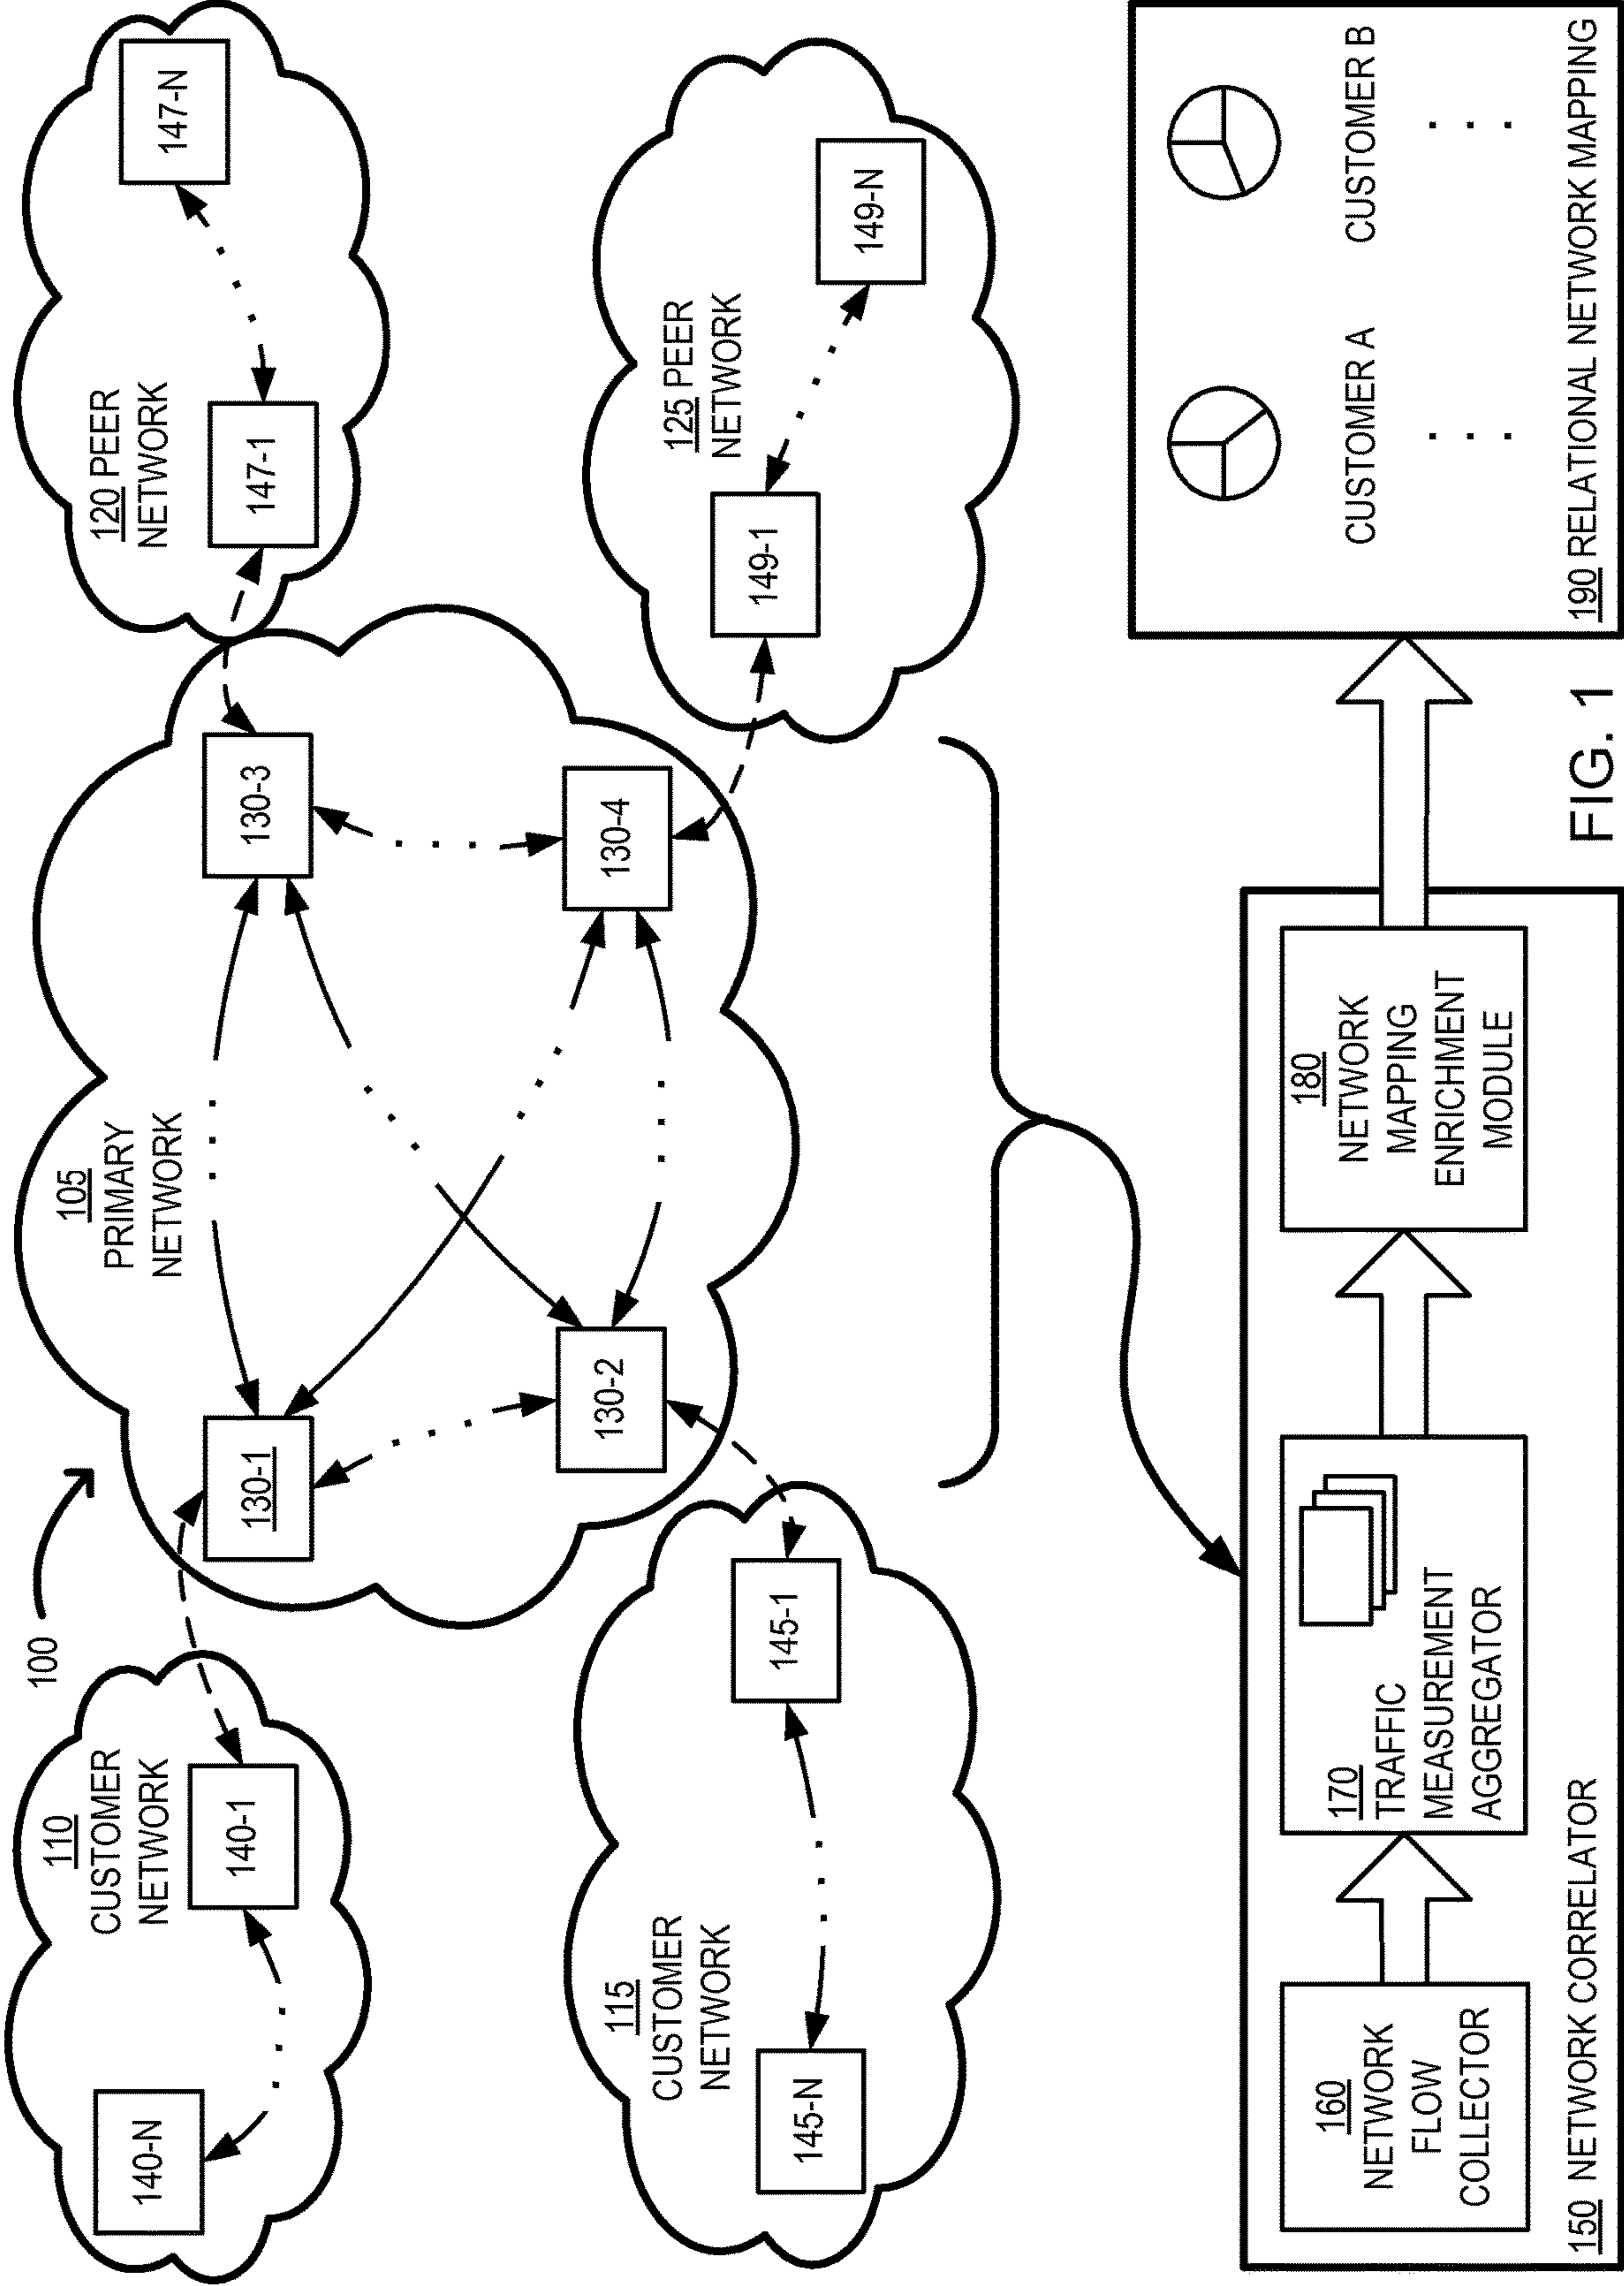 100
110
CUSTOMER
NETWORK
140-N
140-1
105
PRIMARY
NETWORK
130-1
130-2
130-3
130-4
120 PEER
NETWORK
147-1
147-N
115
CUSTOMER
NETWORK
145-N
145-1
125 PEER
NETWORK
149-1
149-N
160
NETWORK
FLOW
COLLECTOR
170
TRAFFIC
MEASUREMENT
AGGREGATOR
180
NETWORK
MAPPING
ENRICHMENT
MODULE
150 NETWORK CORRELATOR
CUSTOMER A
CUSTOMER B
190 RELATIONAL NETWORK MAPPING
FIG. 1